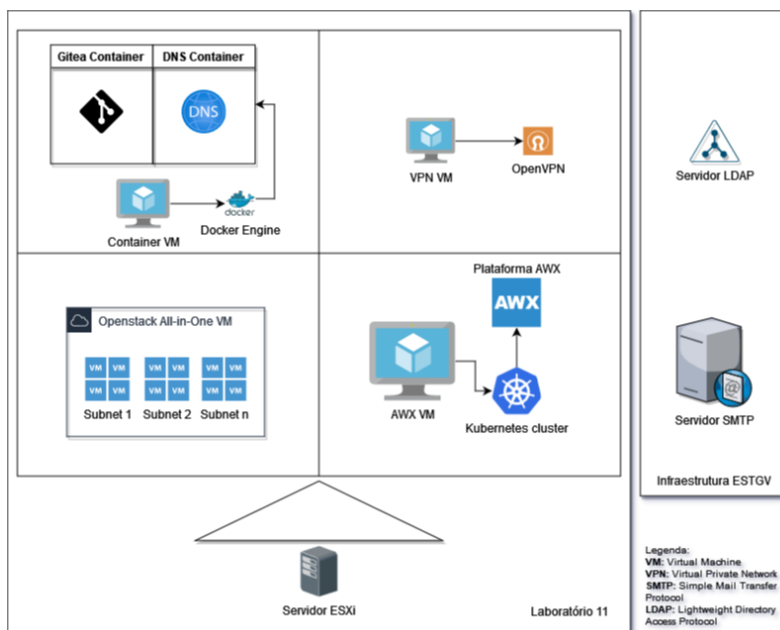 Gitea Container
DNS Container
DNS
Container VM
docker
Docker Engine
VPN VM
OpenVPN
Openstack All-in-One VM
VM VM VM VM VM VM
VM VM VM VM VM VM
Subnet 1 Subnet 2 Subnet n
Plataforma AWX
AWX
AWX VM
Kubernetes cluster
Servidor ESXi
Laboratório 11
Servidor LDAP
@
Servidor SMTP
Infraestrutura ESTGV
Legenda:
VM: Virtual Machine
VPN: Virtual Private Network
SMTP: Simple Mail Transfer
Protocol
LDAP: Lightweight Directory
Access Protocol